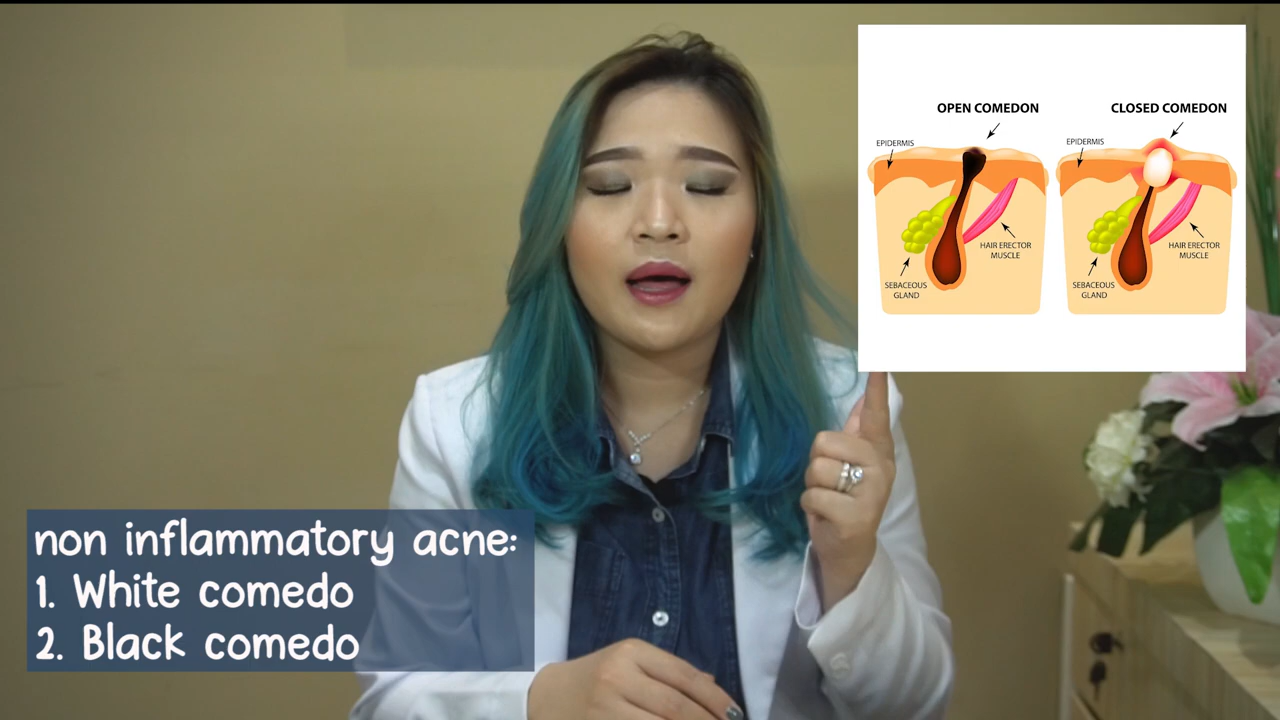 OPEN COMEDON
CLOSED COMEDON
EPIDERMIS
EPIDERMIS
HAIR ERECTOR
MUSCLE
HAIR ERECTOR
MUSCLE
SEBACEOUS
GLAND
SEBACEOUS
GLAND
non inflammatory acne:
1. White comedo
2. Black comedo